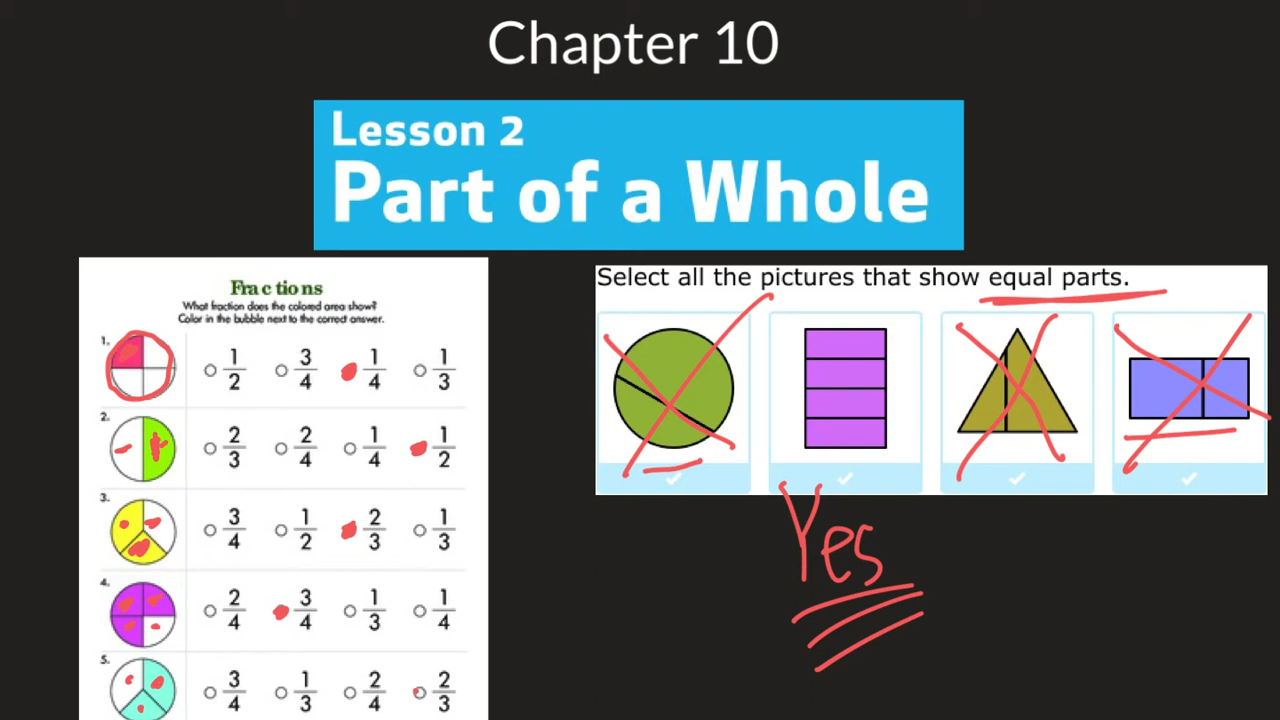 Chapter 10
Lesson 2
Part of a Whole
Fractions
What fraction does the colored area show?
Color in the bubble next to the correct answer.
1. 1/2 3/4 1/4 1/3
2. 2/3 2/4 1/4 1/2
3. 3/4 1/2 2/3 1/3
4. 2/4 3/4 1/3 1/4
5. 3/4 1/3 2/4 2/3
Select all the pictures that show equal parts.
Yes